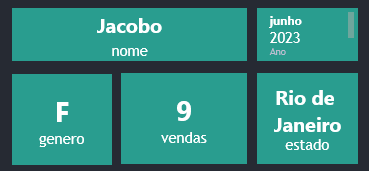 Jacobo
nome
junho
2023
Ano
F
genero
9
vendas
Rio de
Janeiro
estado